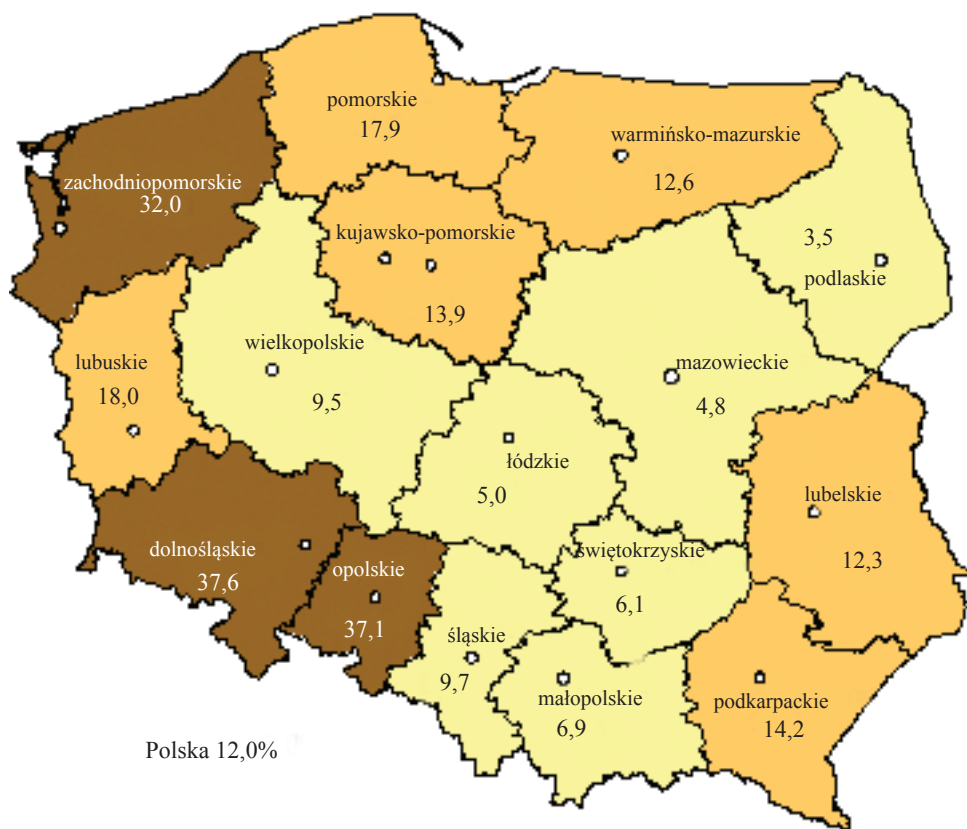 pomorskie
17,9
warmińsko-mazurskie
12,6
zachodniopomorskie
32,0
kujawsko-pomorskie
13,9
3,5
podlaskie
lubuskie
18,0
wielkopolskie
9,5
mazowieckie
4,8
łódzkie
5,0
lubelskie
12,3
dolnośląskie
37,6
opolskie
37,1
świętokrzyskie
6,1
śląskie
9,7
małopolskie
6,9
podkarpackie
14,2
Polska 12,0%